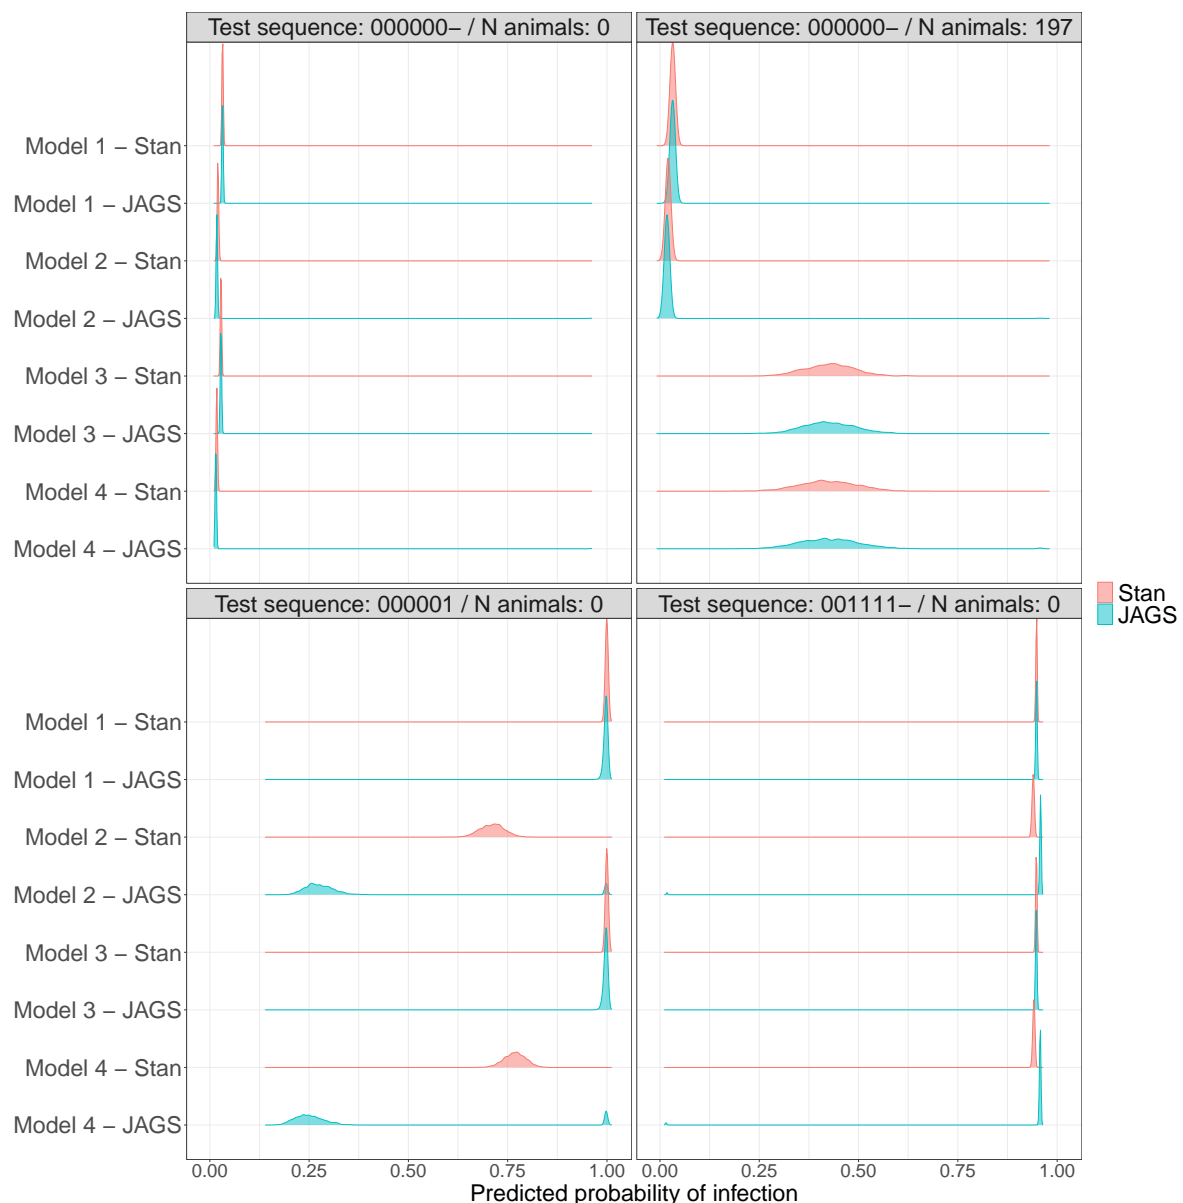 Test sequence: 000000− / N animals: 0
Test sequence: 000000− / N animals: 197
Model 1 − Stan
Model 1 − JAGS
Model 2 − Stan
Model 2 − JAGS
Model 3 − Stan
Model 3 − JAGS
Model 4 − Stan
Model 4 − JAGS
Test sequence: 000001 / N animals: 0
Test sequence: 001111− / N animals: 0
Model 1 − Stan
Model 1 − JAGS
Model 2 − Stan
Model 2 − JAGS
Model 3 − Stan
Model 3 − JAGS
Model 4 − Stan
Model 4 − JAGS
0.00 0.25 0.50 0.75 1.00
0.00 0.25 0.50 0.75 1.00
Predicted probability of infection
Stan
JAGS